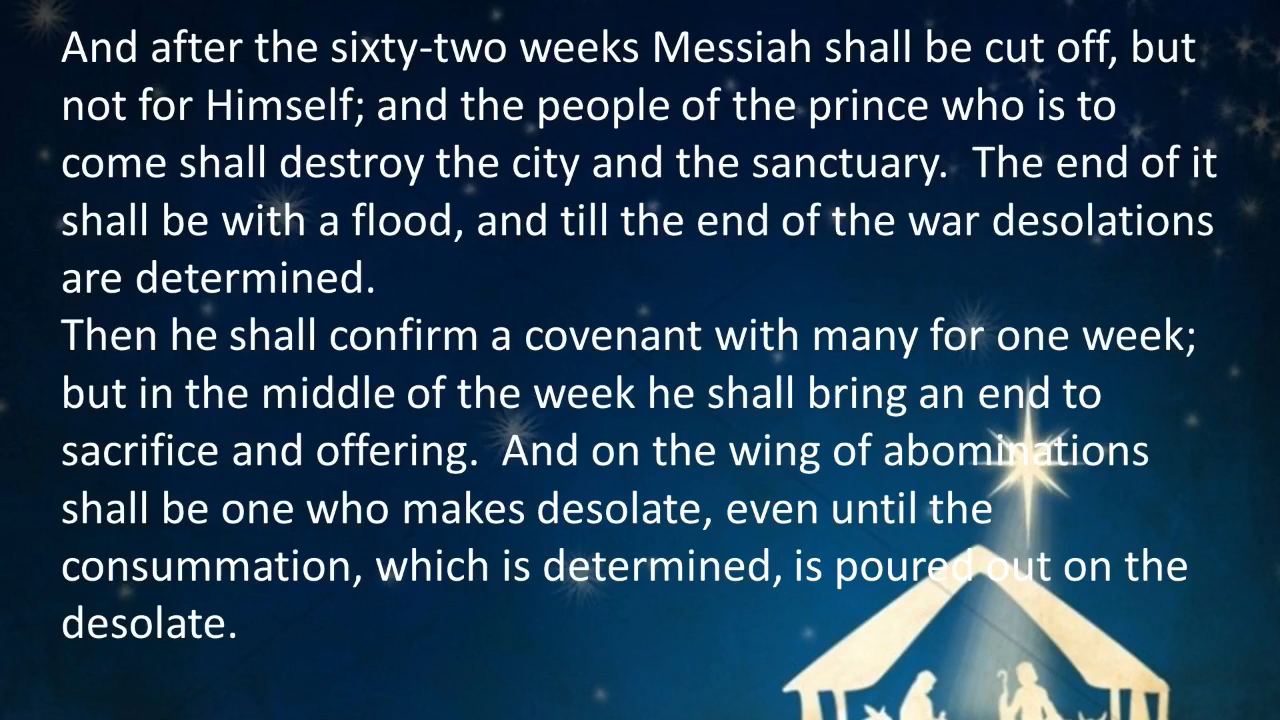 And after the sixty-two weeks Messiah shall be cut off, but
not for Himself; and the people of the prince who is to
come shall destroy the city and the sanctuary.  The end of it
shall be with a flood, and till the end of the war desolations
are determined.
Then he shall confirm a covenant with many for one week;
but in the middle of the week he shall bring an end to
sacrifice and offering.  And on the wing of abominations
shall be one who makes desolate, even until the
consummation, which is determined, is poured out on the
desolate.